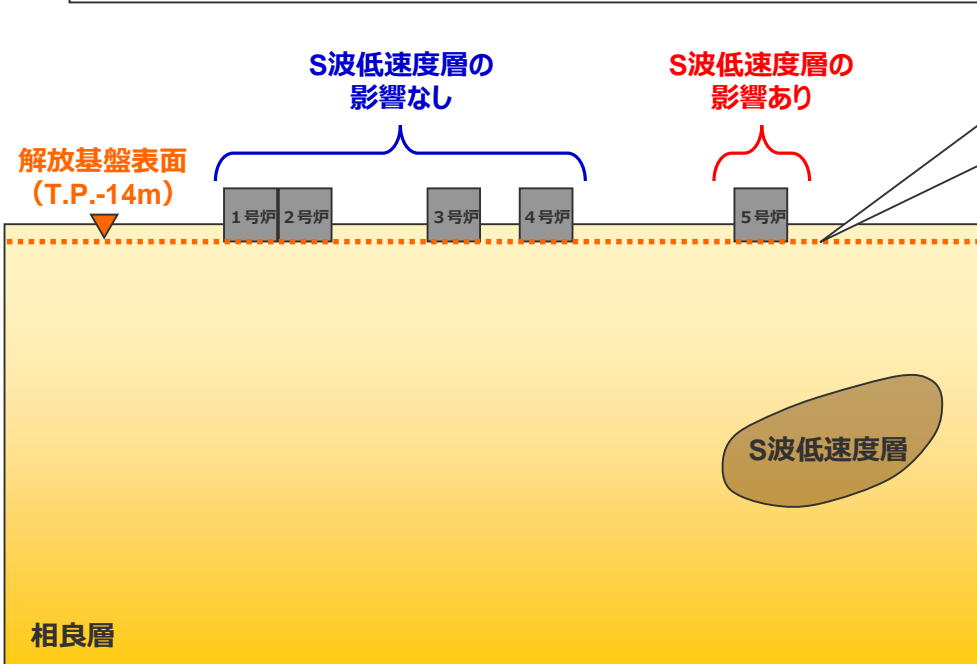 S波低速度層の
影響なし
S波低速度層の
影響あり
解放基盤表面
（T.P.-14m）
1号炉
2号炉
3号炉
4号炉
5号炉
S波低速度層
相良層